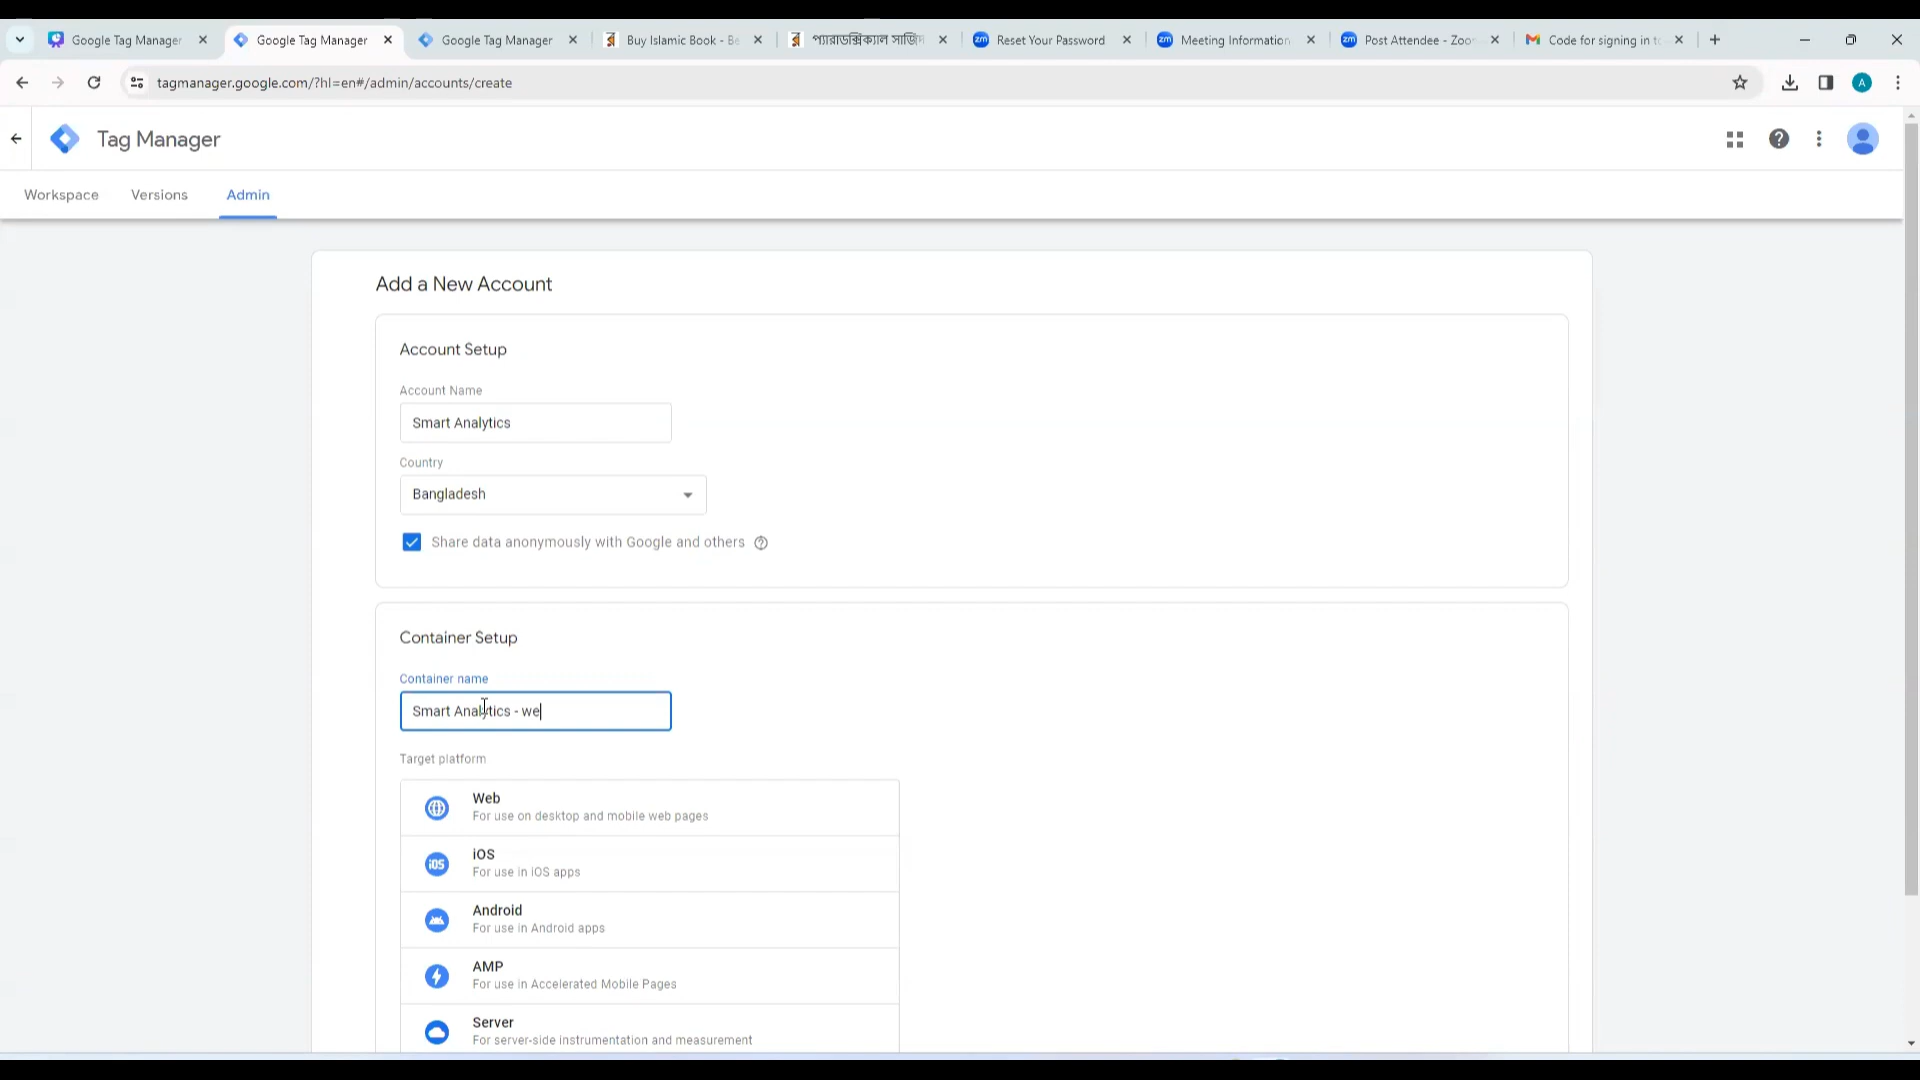 Google Tag Manager
Google Tag Manager
Google Tag Manager
Buy Islamic Book - Be
প্যারাডক্সিক্যাল সাজিদ
Reset Your Password
Meeting Information
Post Attendee - Zoo
Code for signing in to
tagmanager.google.com/?hl=en#/admin/accounts/create
A
Tag Manager
Workspace
Versions
Admin
Add a New Account
Account Setup
Account Name
Smart Analytics
Country
Bangladesh
Share data anonymously with Google and others
Container Setup
Container name
Smart Analytics - we
Target platform
Web
For use on desktop and mobile web pages
iOS
iOS
For use in iOS apps
Android
For use in Android apps
AMP
For use in Accelerated Mobile Pages
Server
For server-side instrumentation and measurement